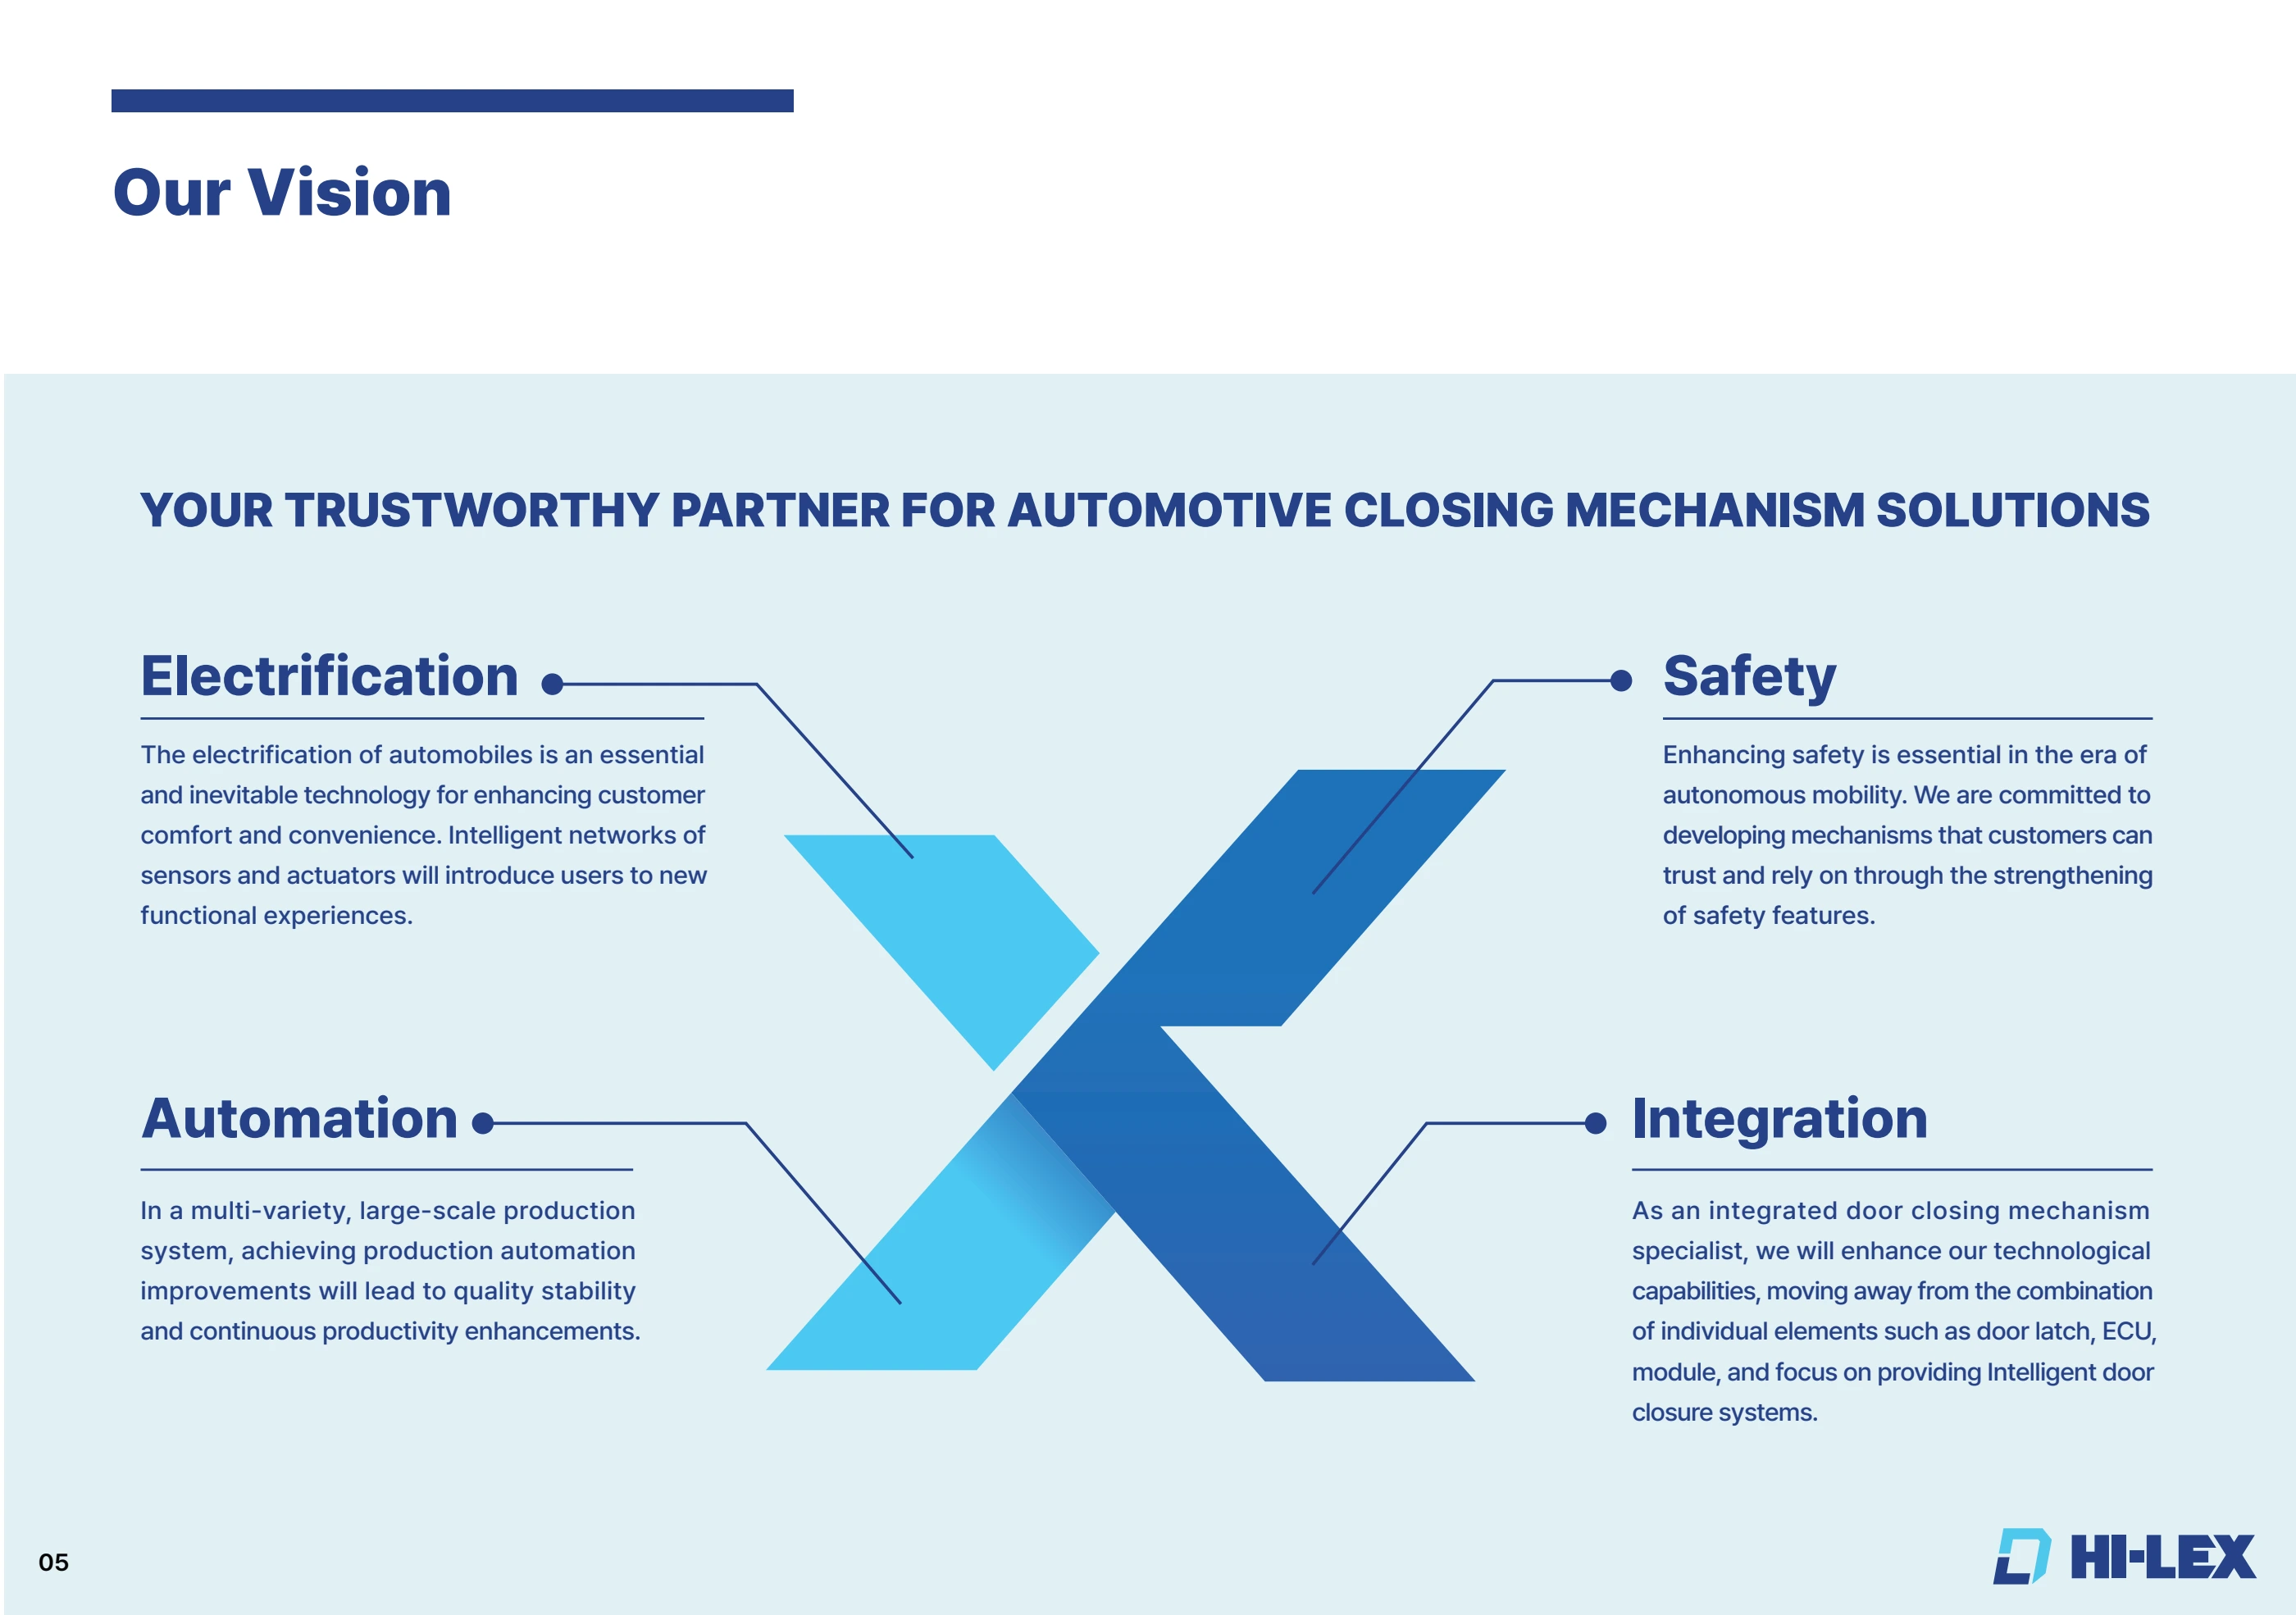 Our Vision
YOUR TRUSTWORTHY PARTNER FOR AUTOMOTIVE CLOSING MECHANISM SOLUTIONS
Electrification
The electrification of automobiles is an essential
and inevitable technology for enhancing customer
comfort and convenience. Intelligent networks of
sensors and actuators will introduce users to new
functional experiences.
Safety
Enhancing safety is essential in the era of
autonomous mobility. We are committed to
developing mechanisms that customers can
trust and rely on through the strengthening
of safety features.
Automation
In a multi-variety, large-scale production
system, achieving production automation
improvements will lead to quality stability
and continuous productivity enhancements.
Integration
As an integrated door closing mechanism
specialist, we will enhance our technological
capabilities, moving away from the combination
of individual elements such as door latch, ECU,
module, and focus on providing Intelligent door
closure systems.
05
HI-LEX